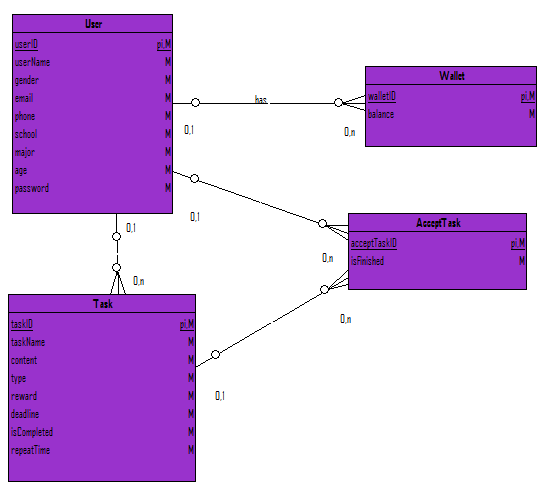 User
userID pi,M
userName M
gender M
email M
phone M
school M
major M
age M
password M
has
0,1
0,n
Wallet
walletID pi,M
balance M
0,1
0,n
AcceptTask
acceptTaskID pi,M
isFinished M
0,1
0,n
Task
taskID pi,M
taskName M
content M
type M
reward M
deadline M
isCompleted M
repeatTime M
0,n
0,1